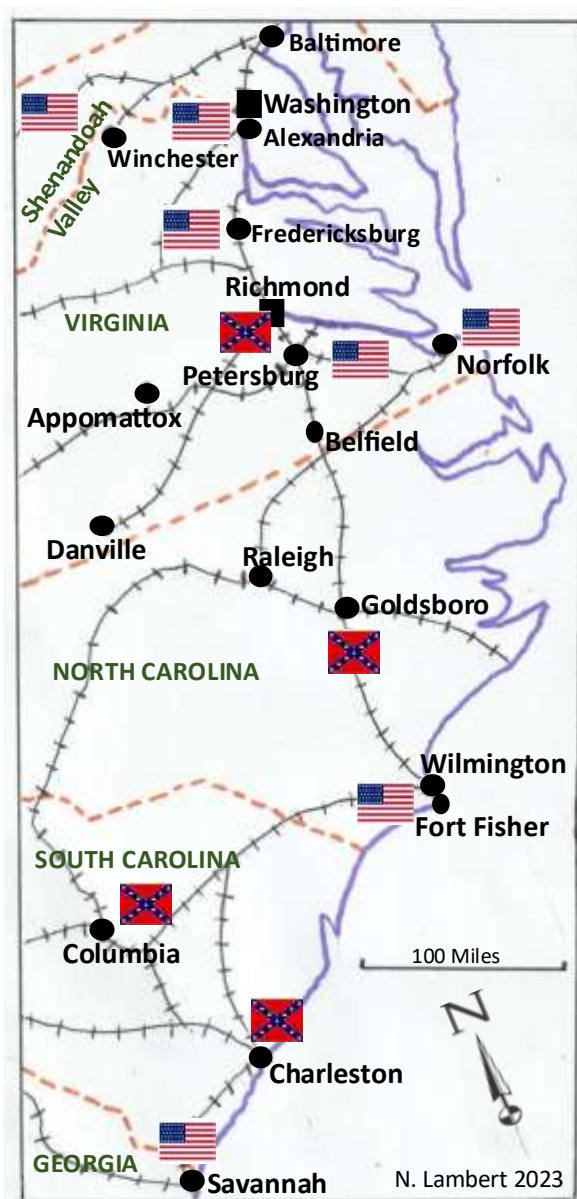 Baltimore
Washington
Alexandria
Winchester
Shenandoah
Valley
Fredericksburg
Richmond
VIRGINIA
Petersburg
Norfolk
Appomattox
Belfield
Danville
Raleigh
Goldsboro
NORTH CAROLINA
Wilmington
Fort Fisher
SOUTH CAROLINA
Columbia
100 Miles
N
Charleston
GEORGIA
Savannah
N. Lambert 2023